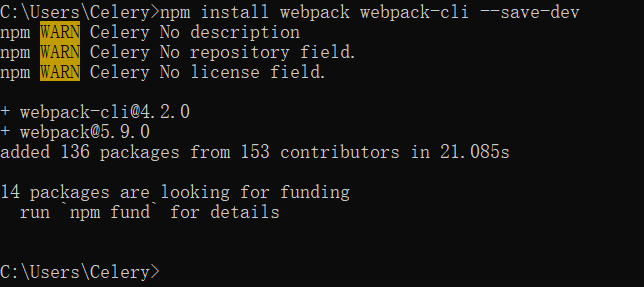 C:\Users\Celery>npm install webpack webpack-cli --save-dev
npm WARN Celery No description
npm WARN Celery No repository field.
npm WARN Celery No license field.
+ webpack-cli@4.2.0
+ webpack@5.9.0
added 136 packages from 153 contributors in 21.085s
14 packages are looking for funding
  run `npm fund` for details
C:\Users\Celery>